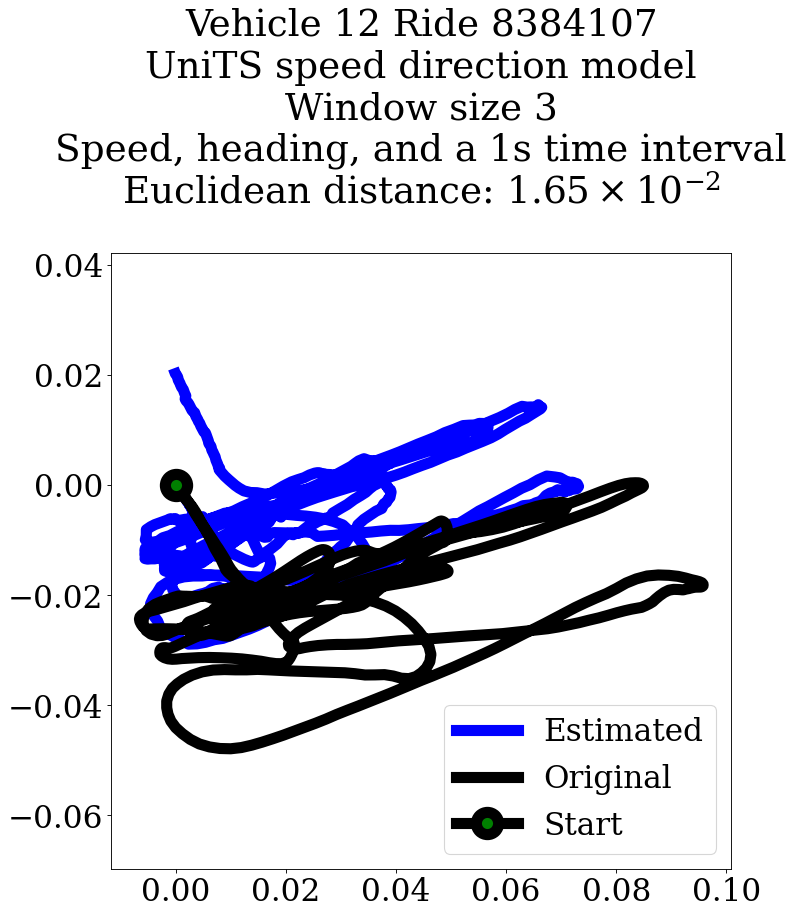 Vehicle 12 Ride 8384107
UniTS speed direction model
Window size 3
Speed, heading, and a 1s time interval
Euclidean distance: 1.65 × 10⁻²
0.04
0.02
0.00
−0.02
−0.04
−0.06
Estimated
Original
Start
0.00 0.02 0.04 0.06 0.08 0.10